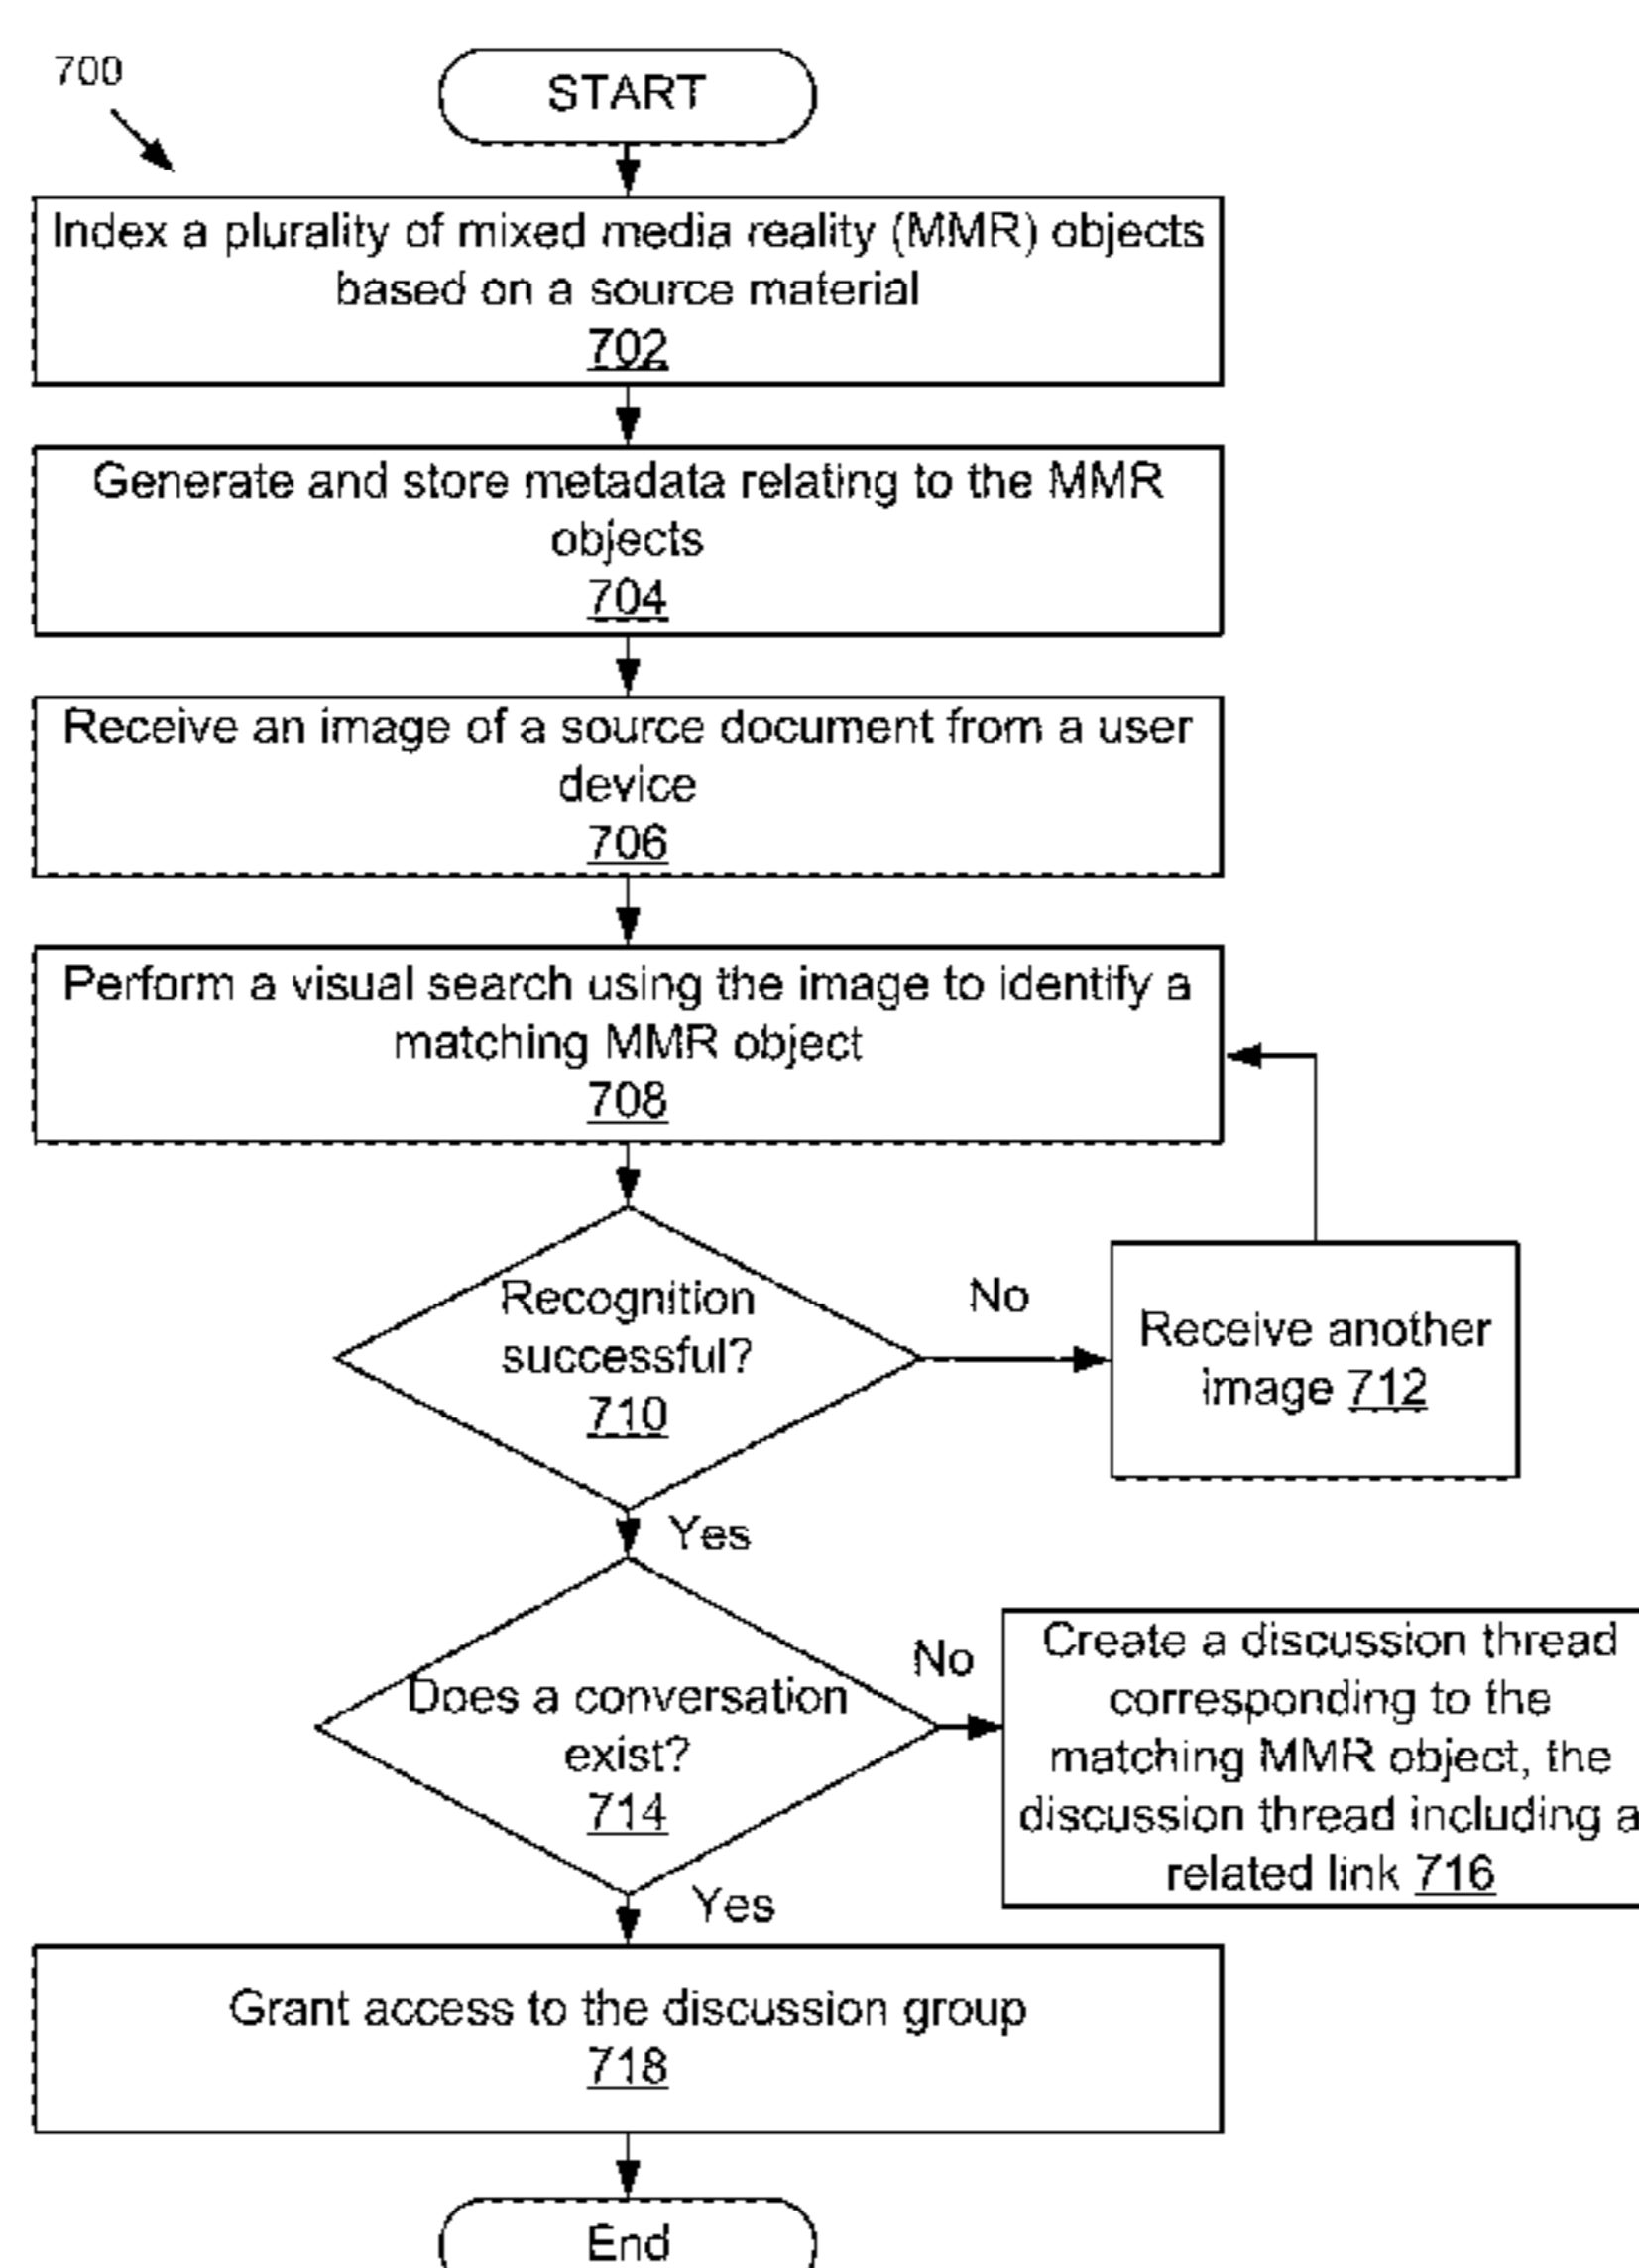 700
START
Index a plurality of mixed media reality (MMR) objects
based on a source material
702
Generate and store metadata relating to the MMR
objects
704
Receive an image of a source document from a user
device
706
Perform a visual search using the image to identify a
matching MMR object
708
Recognition
successful?
710
No
Receive another
image 712
Yes
Does a conversation
exist?
714
No
Create a discussion thread
corresponding to the
matching MMR object, the
discussion thread including a
related link 716
Yes
Grant access to the discussion group
718
End